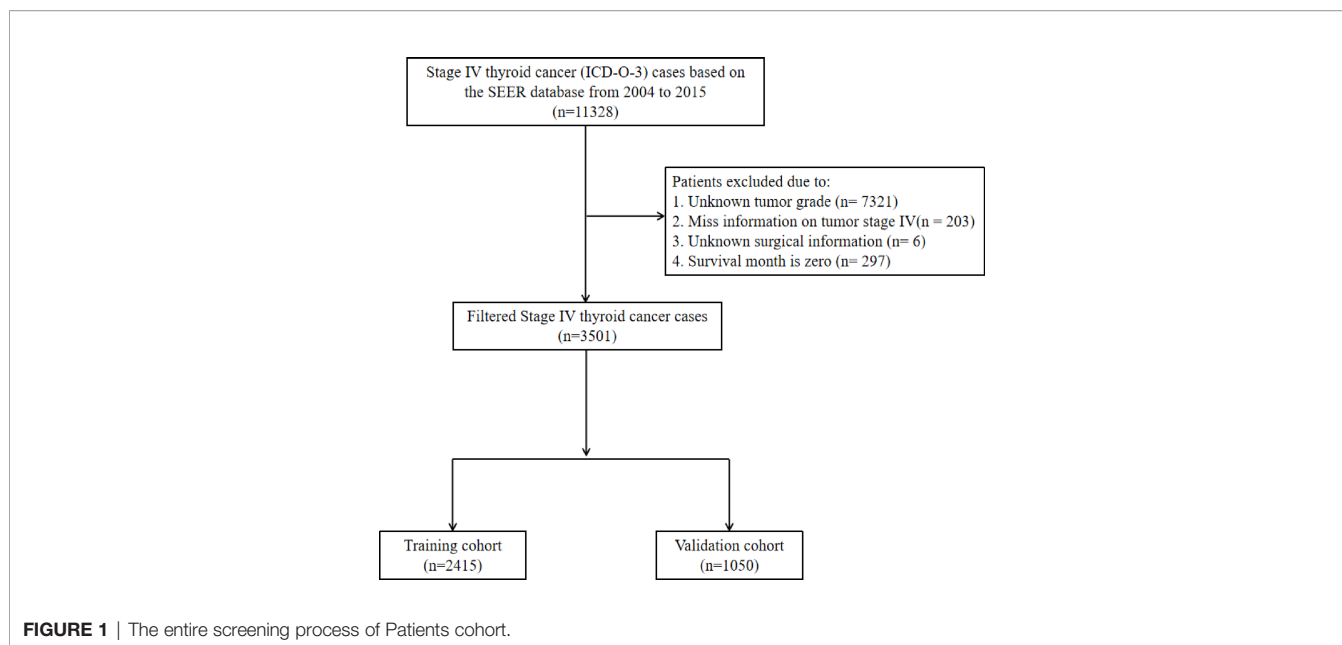 Stage IV thyroid cancer (ICD-O-3) cases based on
the SEER database from 2004 to 2015
(n=11328)
Patients excluded due to:
1. Unknown tumor grade (n= 7321)
2. Miss information on tumor stage IV(n = 203)
3. Unknown surgical information (n= 6)
4. Survival month is zero (n= 297)
Filtered Stage IV thyroid cancer cases
(n=3501)
Training cohort
(n=2415)
Validation cohort
(n=1050)
FIGURE 1 | The entire screening process of Patients cohort.